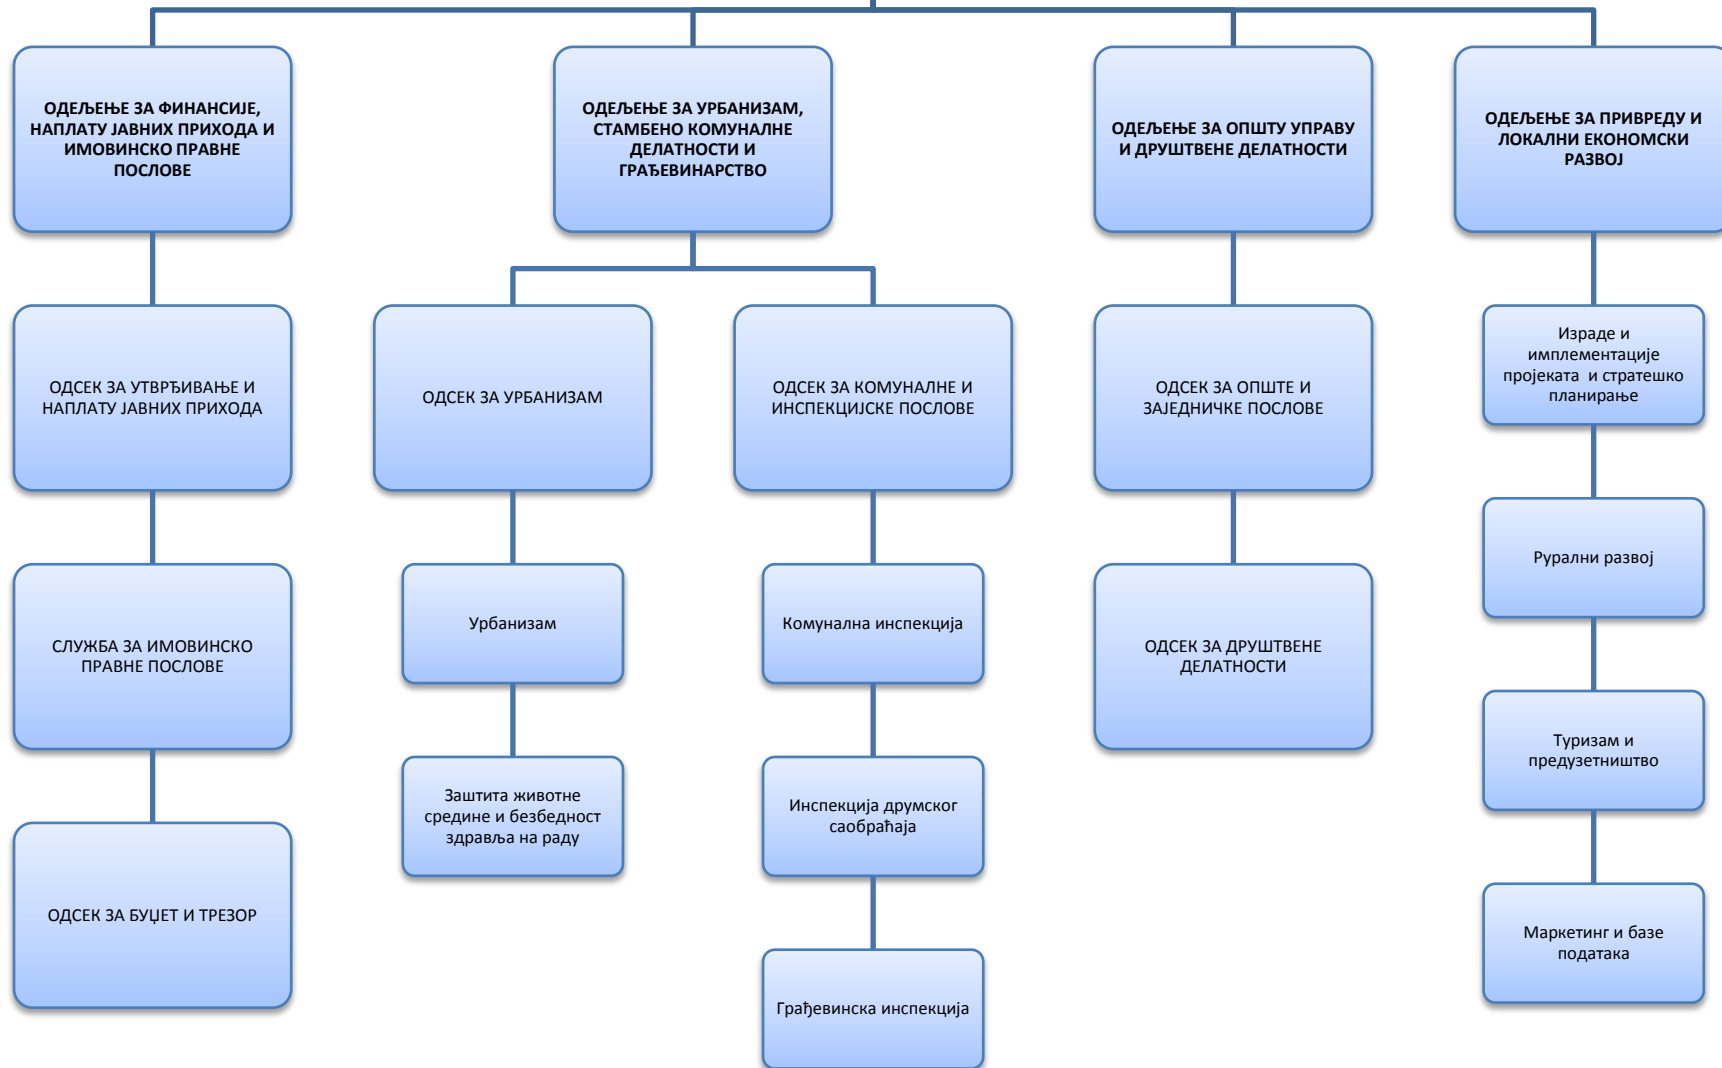 ОДЕЉЕЊЕ ЗА ФИНАНСИЈЕ,
НАПЛАТУ ЈАВНИХ ПРИХОДА И
ИМОВИНСКО ПРАВНЕ
ПОСЛОВЕ
ОДЕЉЕЊЕ ЗА УРБАНИЗАМ,
СТАМБЕНО КОМУНАЛНЕ
ДЕЛАТНОСТИ И
ГРАЂЕВИНАРСТВО
ОДЕЉЕЊЕ ЗА ОПШТУ УПРАВУ
И ДРУШТВЕНЕ ДЕЛАТНОСТИ
ОДЕЉЕЊЕ ЗА ПРИВРЕДУ И
ЛОКАЛНИ ЕКОНОМСКИ
РАЗВОЈ
ОДСЕК ЗА УТВРЂИВАЊЕ И
НАПЛАТУ ЈАВНИХ ПРИХОДА
ОДСЕК ЗА УРБАНИЗАМ
ОДСЕК ЗА КОМУНАЛНЕ И
ИНСПЕКЦИЈСКЕ ПОСЛОВЕ
ОДСЕК ЗА ОПШТЕ И
ЗАЈЕДНИЧКЕ ПОСЛОВЕ
Израде и
имплементације
пројеката  и стратешко
планирање
СЛУЖБА ЗА ИМОВИНСКО
ПРАВНЕ ПОСЛОВЕ
Урбанизам
Комунална инспекција
ОДСЕК ЗА ДРУШТВЕНЕ
ДЕЛАТНОСТИ
Рурални развој
ОДСЕК ЗА БУЏЕТ И ТРЕЗОР
Заштита животне
средине и безбедност
здравља на раду
Инспекција друмског
саобраћаја
Туризам и
предузетништво
Грађевинска инспекција
Маркетинг и базе
података